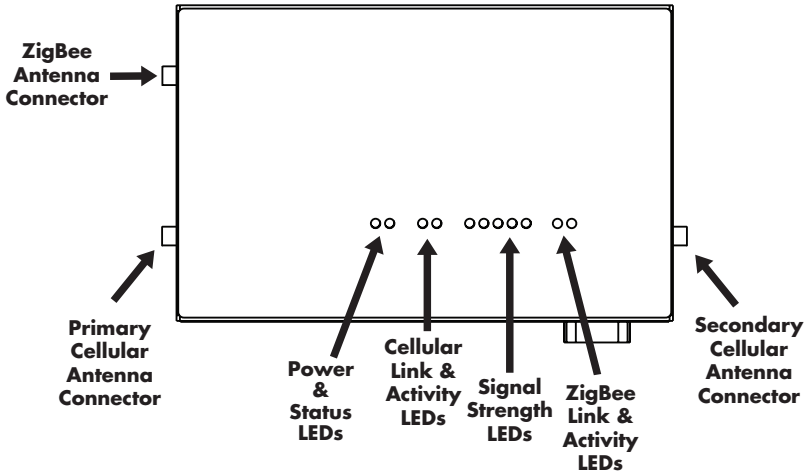 ZigBee
Antenna
Connector
Primary
Cellular
Antenna
Connector
Power
&
Status
LEDs
Cellular
Link &
Activity
LEDs
Signal
Strength
LEDs
ZigBee
Link &
Activity
LEDs
Secondary
Cellular
Antenna
Connector